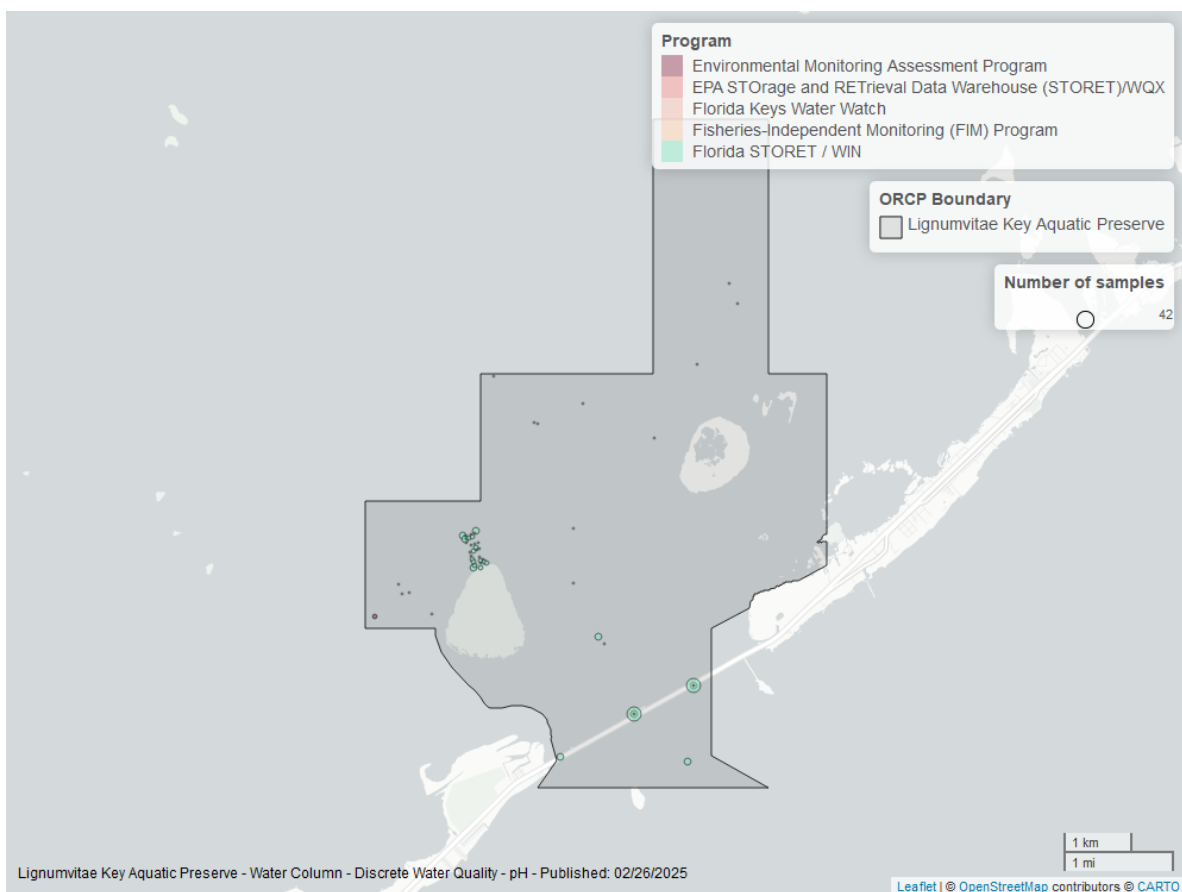 Program
Environmental Monitoring Assessment Program
EPA STOrage and RETrieval Data Warehouse (STORET)/WQX
Florida Keys Water Watch
Fisheries-Independent Monitoring (FIM) Program
Florida STORET / WIN
ORCP Boundary
Lignumvitae Key Aquatic Preserve
Number of samples
42
1 km
1 mi
Lignumvitae Key Aquatic Preserve - Water Column - Discrete Water Quality - pH - Published: 02/26/2025
Leaflet | © OpenStreetMap contributors © CARTO